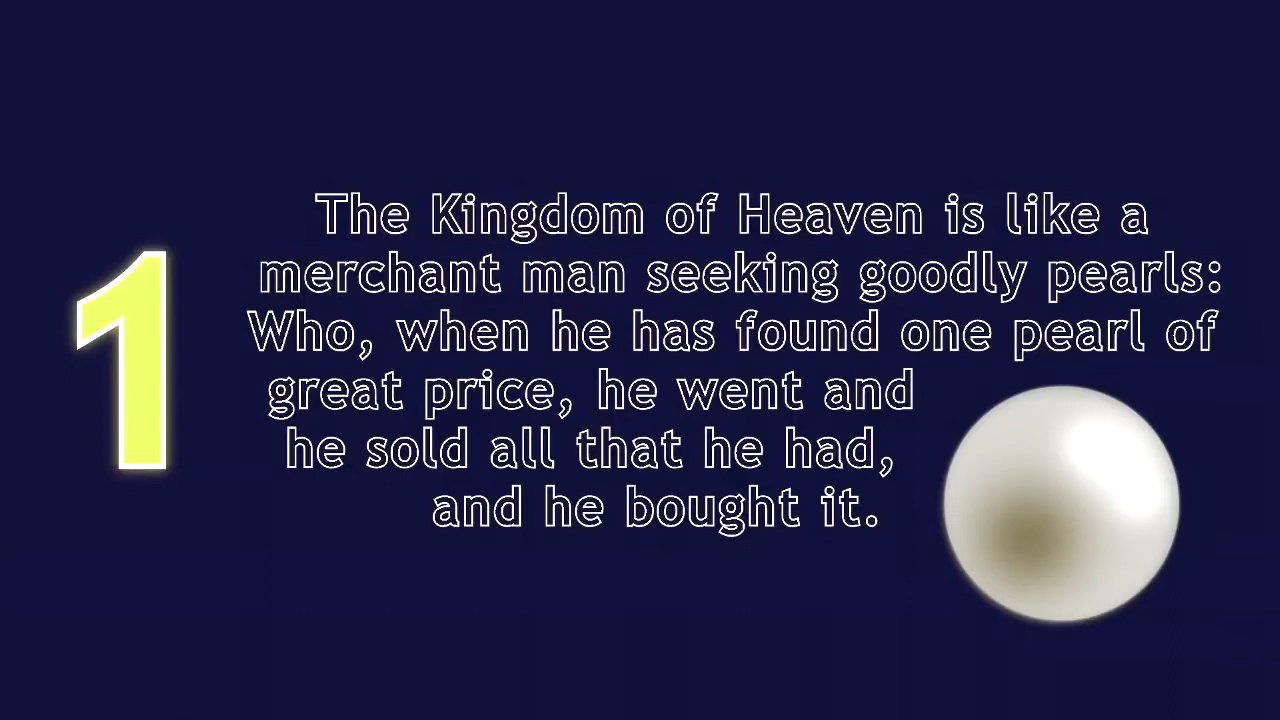 1
The Kingdom of Heaven is like a
merchant man seeking goodly pearls:
Who, when he has found one pearl of
great price, he went and
he sold all that he had,
and he bought it.